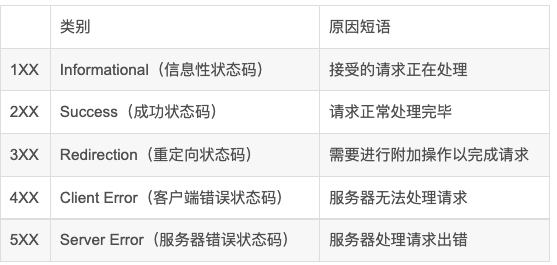 类别 原因短语
1XX Informational（信息性状态码） 接受的请求正在处理
2XX Success（成功状态码） 请求正常处理完毕
3XX Redirection（重定向状态码） 需要进行附加操作以完成请求
4XX Client Error（客户端错误状态码） 服务器无法处理请求
5XX Server Error（服务器错误状态码） 服务器处理请求出错